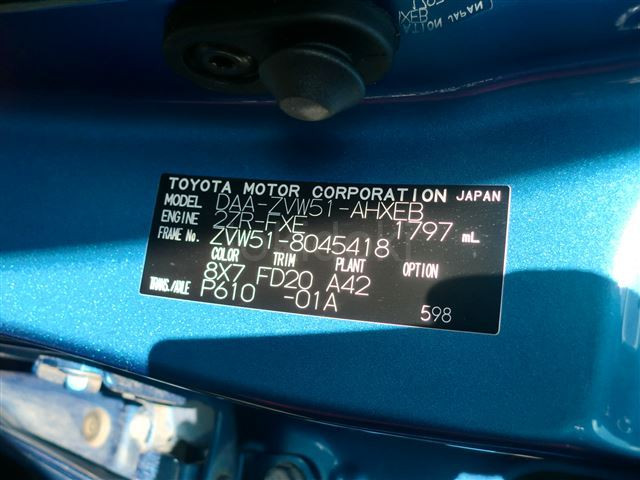 TOYOTA MOTOR CORPORATION JAPAN
MODEL DAA-ZVW51-AHXEB
ENGINE 2ZR-FXE 1797 mL
FRAME No. ZVW51-8045418
COLOR TRIM PLANT OPTION
8X7 FD20 A42
TRANS./AXLE P610 -01A
598